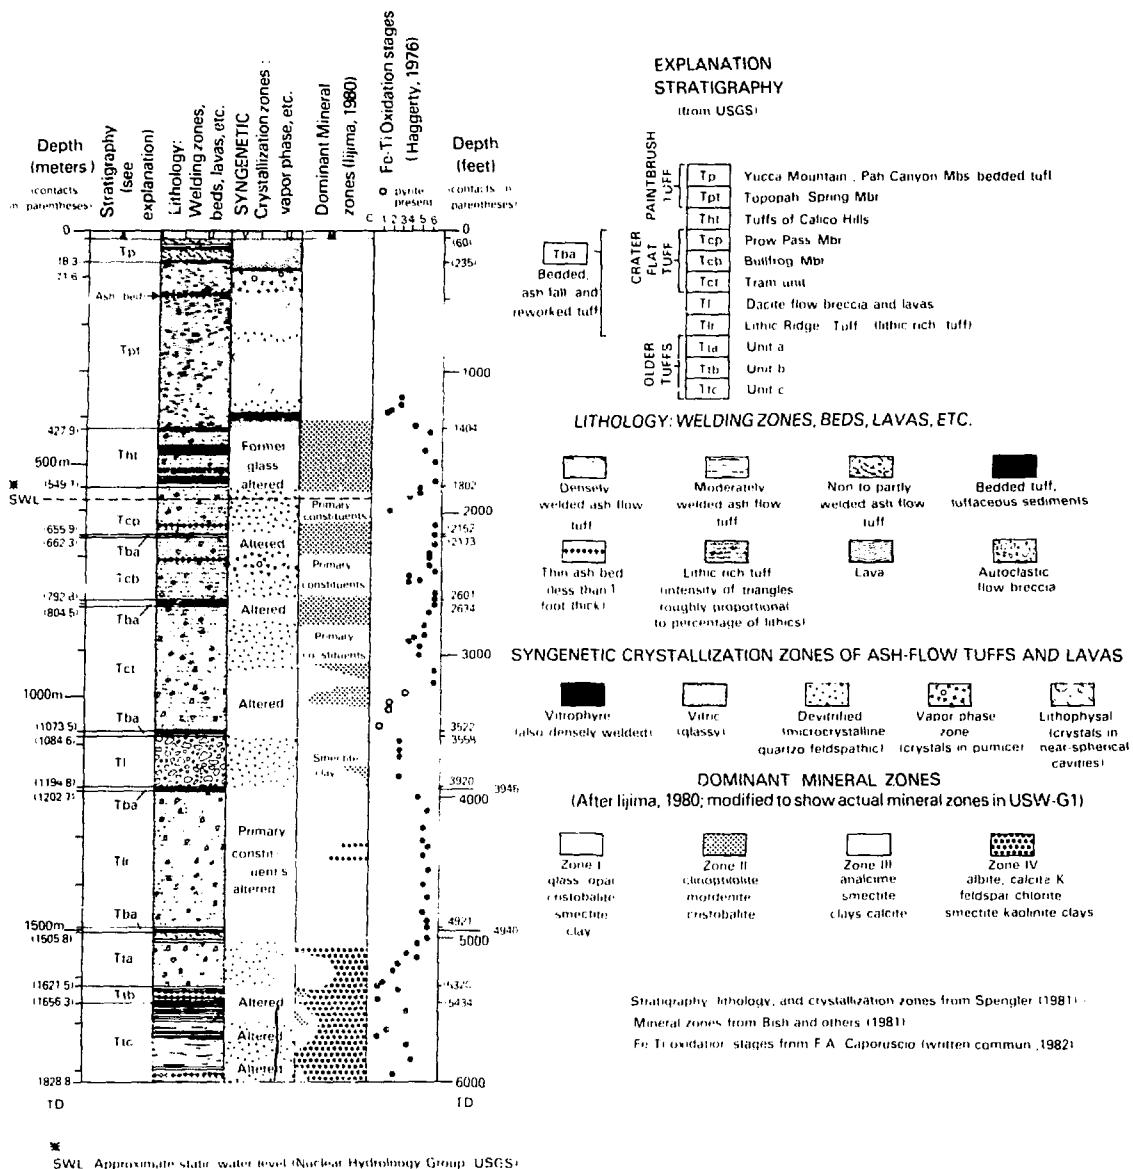 Depth
(meters)
(contacts
in parentheses)
Stratigraphy
(see
explanation)
Lithology:
Welding zones,
beds, lavas, etc.
SYNGENETIC
Crystallization zones:
vapor phase, etc.
Dominant Mineral
zones (Iijima, 1980)
Fe-Ti Oxidation stages
(Haggerty, 1976)
o pyrite
present
C 1 2 3 4 5 6
Depth
(feet)
(contacts in
parentheses)
0
18.3
71.6
427.9)
500m
(549.1)
SWL
655.9)
(662.3)
(792.8)
(804.5)
1000m
(1073.5)
(1084.6)
(1194.8)
(1202.7)
1500m
(1505.8)
(1621.5)
(1656.3)
1828.8
TD
Tp
Ash bed
Tpt
Tht
Tcp
Tba
Tcb
Tba
Tct
Tba
Tl
Tba
Tlr
Tba
Tta
Ttb
Ttc
Former
glass
altered
Altered
Altered
Altered
Primary
constit-
uents
altered
Altered
Altered
Altered
Primary
constituents
Primary
constituents
Primary
constituents
Smectite
clay
0
(60)
(235)
1000
1404
1802
2000
2152
2173
2601
2634
3000
3522
3558
3920
3946
4000
4921
4940
5000
5320
5434
6000
TD
EXPLANATION
STRATIGRAPHY
(from USGS)
PAINTBRUSH
TUFF
Tp Yucca Mountain, Pah Canyon Mbs bedded tuff
Tpt Topopah Spring Mbr
Tht Tuffs of Calico Hills
CRATER
FLAT
TUFF
Tcp Prow Pass Mbr
Tcb Bullfrog Mbr
Tct Tram unit
Tl Dacite flow breccia and lavas
Tlr Lithic Ridge Tuff (lithic rich tuff)
OLDER
TUFFS
Tta Unit a
Ttb Unit b
Ttc Unit c
Tba
Bedded,
ash fall, and
reworked tuff
LITHOLOGY: WELDING ZONES, BEDS, LAVAS, ETC.
Densely
welded ash flow
tuff
Moderately
welded ash flow
tuff
Non to partly
welded ash flow
tuff
Bedded tuff,
tuffaceous sediments
Thin ash bed
(less than 1
foot thick)
Lithic rich tuff
(intensity of triangles
roughly proportional
to percentage of lithics)
Lava
Autoclastic
flow breccia
SYNGENETIC CRYSTALLIZATION ZONES OF ASH-FLOW TUFFS AND LAVAS
Vitrophyre
(also densely welded)
Vitric
(glassy)
Devitrified
(microcrystalline
quartzo feldspathic)
Vapor phase
zone
(crystals in pumice)
Lithophysal
(crystals in
near-spherical
cavities)
DOMINANT MINERAL ZONES
(After Iijima, 1980; modified to show actual mineral zones in USW-G1)
Zone I
glass opal
cristobalite
smectite
clay
Zone II
clinoptilolite
mordenite
cristobalite
Zone III
analcime
smectite
clays calcite
Zone IV
albite, calcite K
feldspar chlorite
smectite kaolinite clays
Stratigraphy, lithology, and crystallization zones from Spengler (1981)
Mineral zones from Bish and others (1981)
Fe-Ti oxidation stages from F.A. Caporuscio (written commun., 1982)
SWL Approximate static water level (Nuclear Hydrology Group USGS)